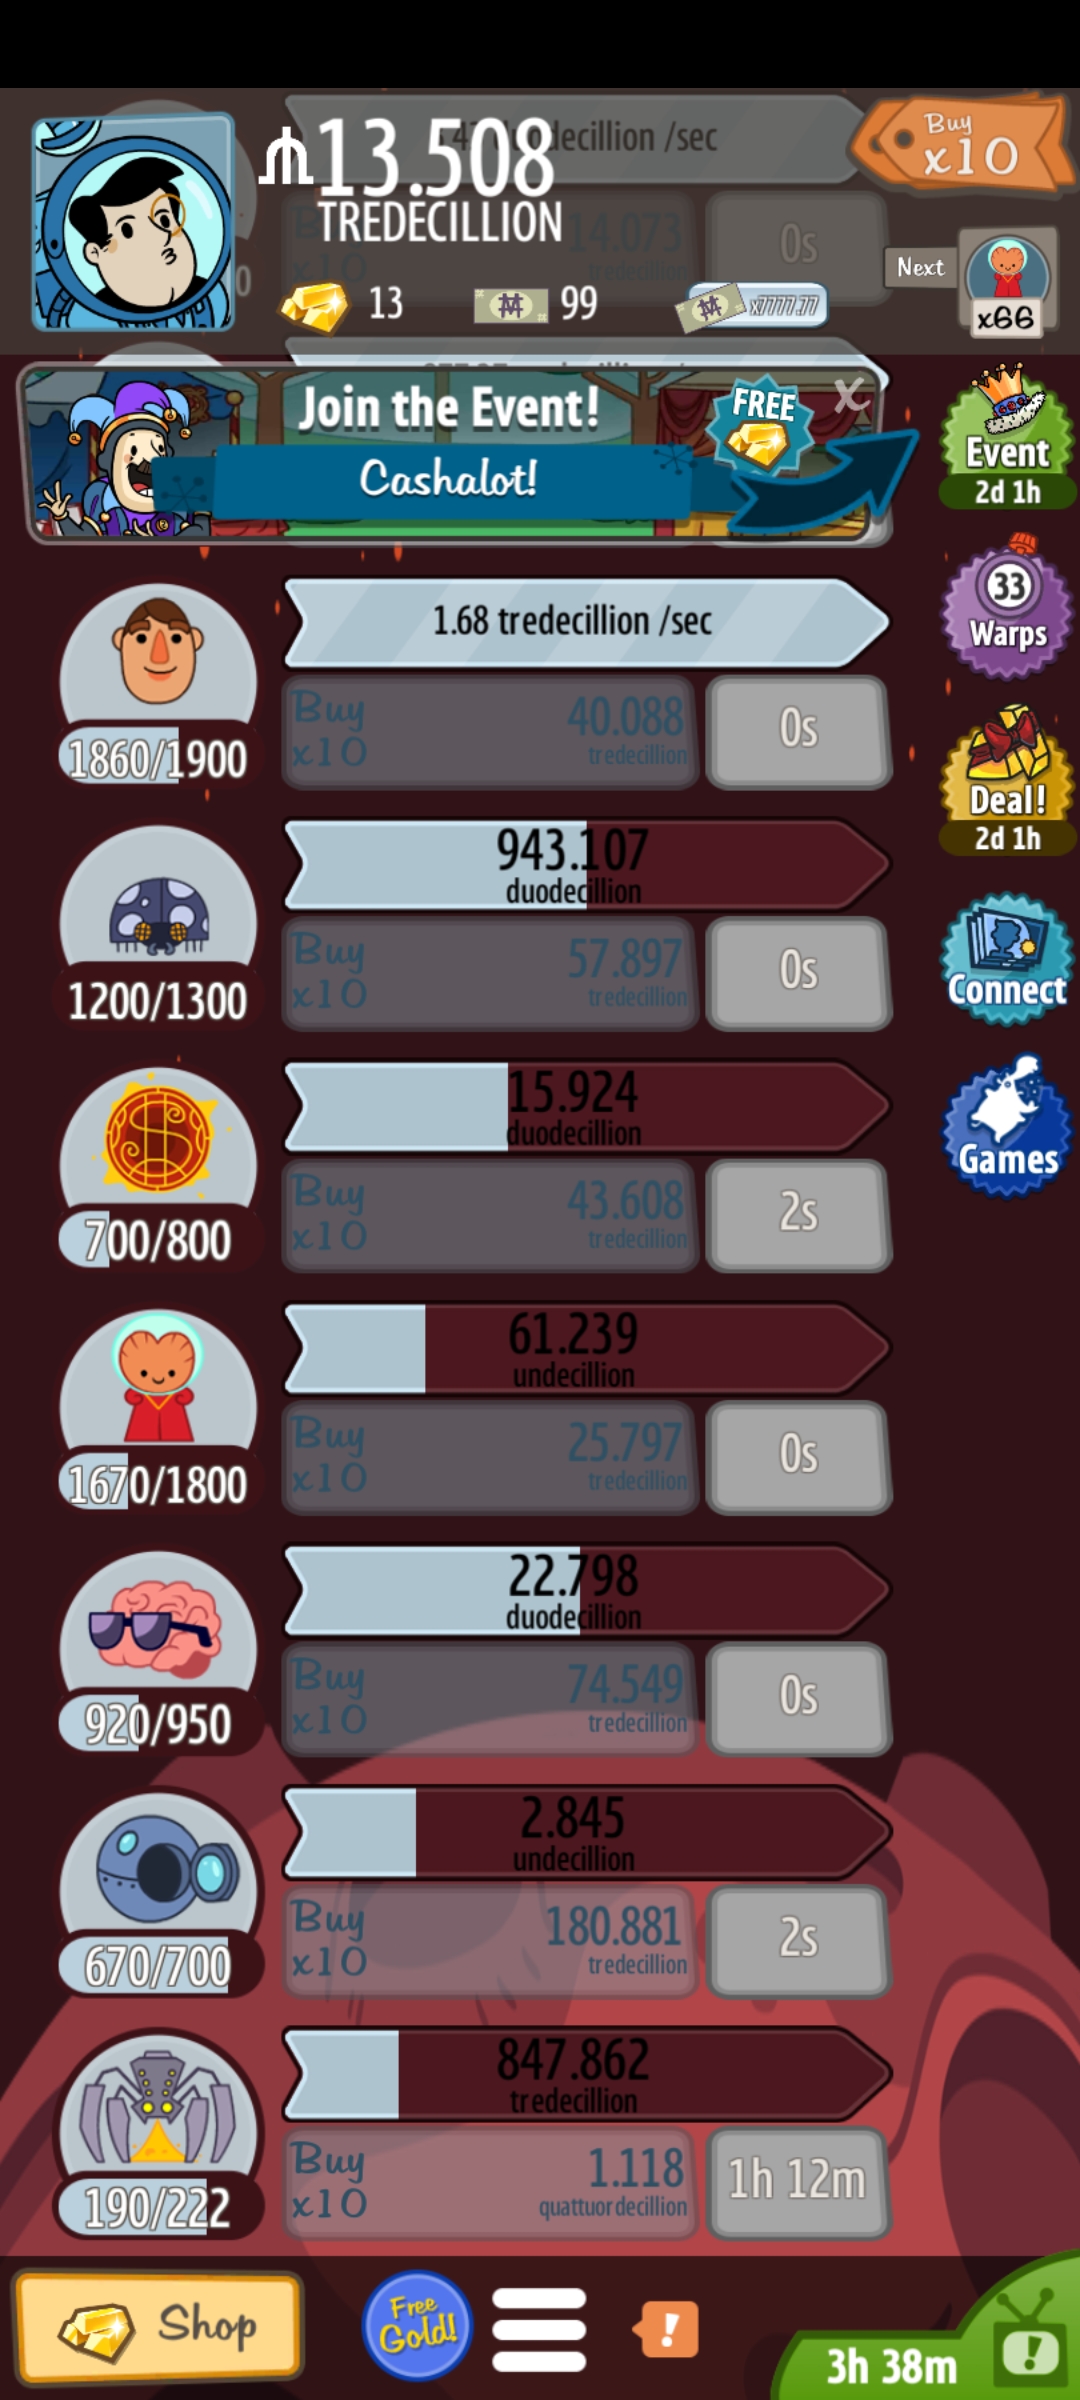 13.508
TREDECILLION
Buy
x10
/sec
14.073
0s
13
99
x7777.77
Next
x66
Join the Event!
Cashalot!
FREE
X
Event
2d 1h
1.68 tredecillion /sec
1860/1900
Buy
x10
40.088
tredecillion
0s
33
Warps
943.107
duodecillion
1200/1300
Buy
x10
57.897
tredecillion
0s
Deal!
2d 1h
15.924
duodecillion
700/800
Buy
x10
43.608
tredecillion
2s
Connect
61.239
undecillion
1670/1800
Buy
x10
25.797
tredecillion
0s
Games
22.798
duodecillion
920/950
Buy
x10
74.549
tredecillion
0s
2.845
undecillion
670/700
Buy
x10
180.881
tredecillion
2s
847.862
tredecillion
190/222
Buy
x10
1.118
quattuordecillion
1h 12m
Shop
Free
Gold!
!
3h 38m
!